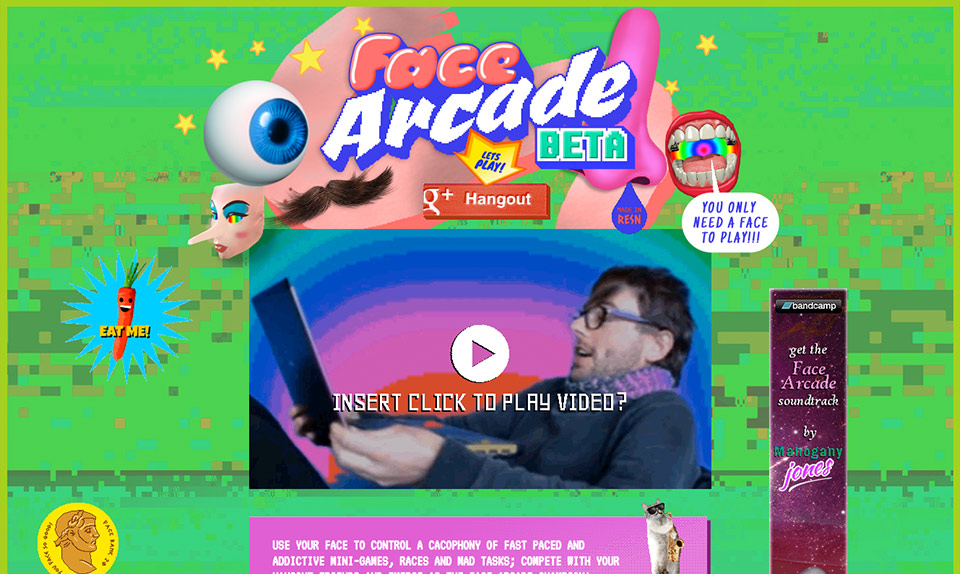 Face
Arcade
BETA
LETS
PLAY!
g+ Hangout
MADE IN
RESN
YOU ONLY
NEED A FACE
TO PLAY!!!
EAT ME!
INSERT CLICK TO PLAY VIDEO?
bandcamp
get the
Face
Arcade
soundtrack
by
Mahogany
jones
USE YOUR FACE TO CONTROL A CACOPHONY OF FAST PACED AND
ADDICTIVE MINI-GAMES, RACES AND MAD TASKS; COMPETE WITH YOUR